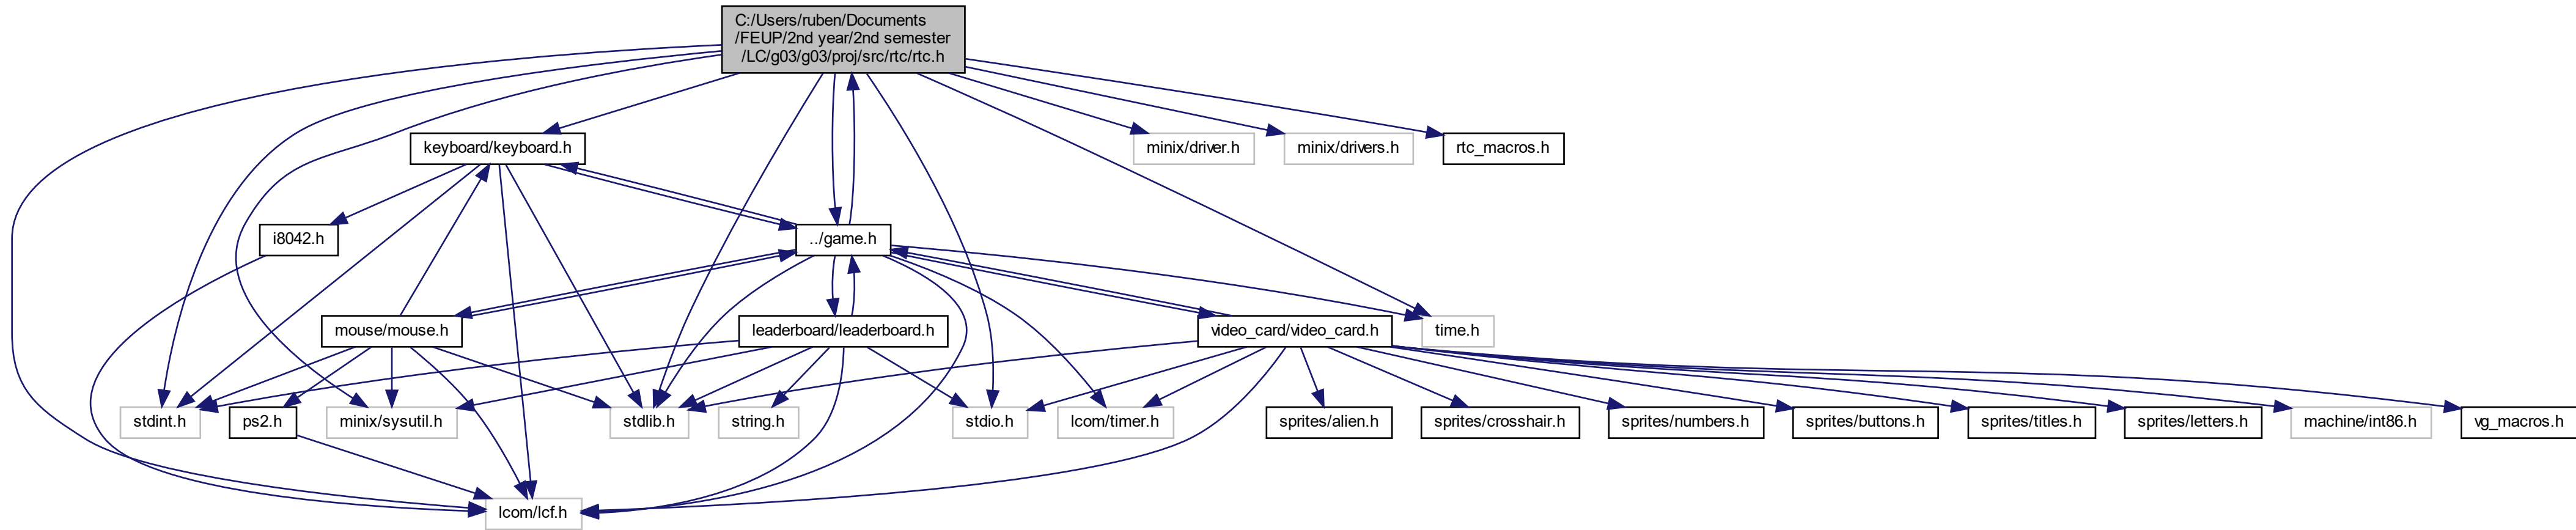 C:/Users/ruben/Documents
/FEUP/2nd year/2nd semester
/LC/g03/g03/proj/src/rtc/rtc.h
keyboard/keyboard.h
minix/driver.h
minix/drivers.h
rtc_macros.h
i8042.h
../game.h
mouse/mouse.h
leaderboard/leaderboard.h
video_card/video_card.h
time.h
stdint.h
ps2.h
minix/sysutil.h
stdlib.h
string.h
stdio.h
lcom/timer.h
sprites/alien.h
sprites/crosshair.h
sprites/numbers.h
sprites/buttons.h
sprites/titles.h
sprites/letters.h
machine/int86.h
vg_macros.h
lcom/lcf.h